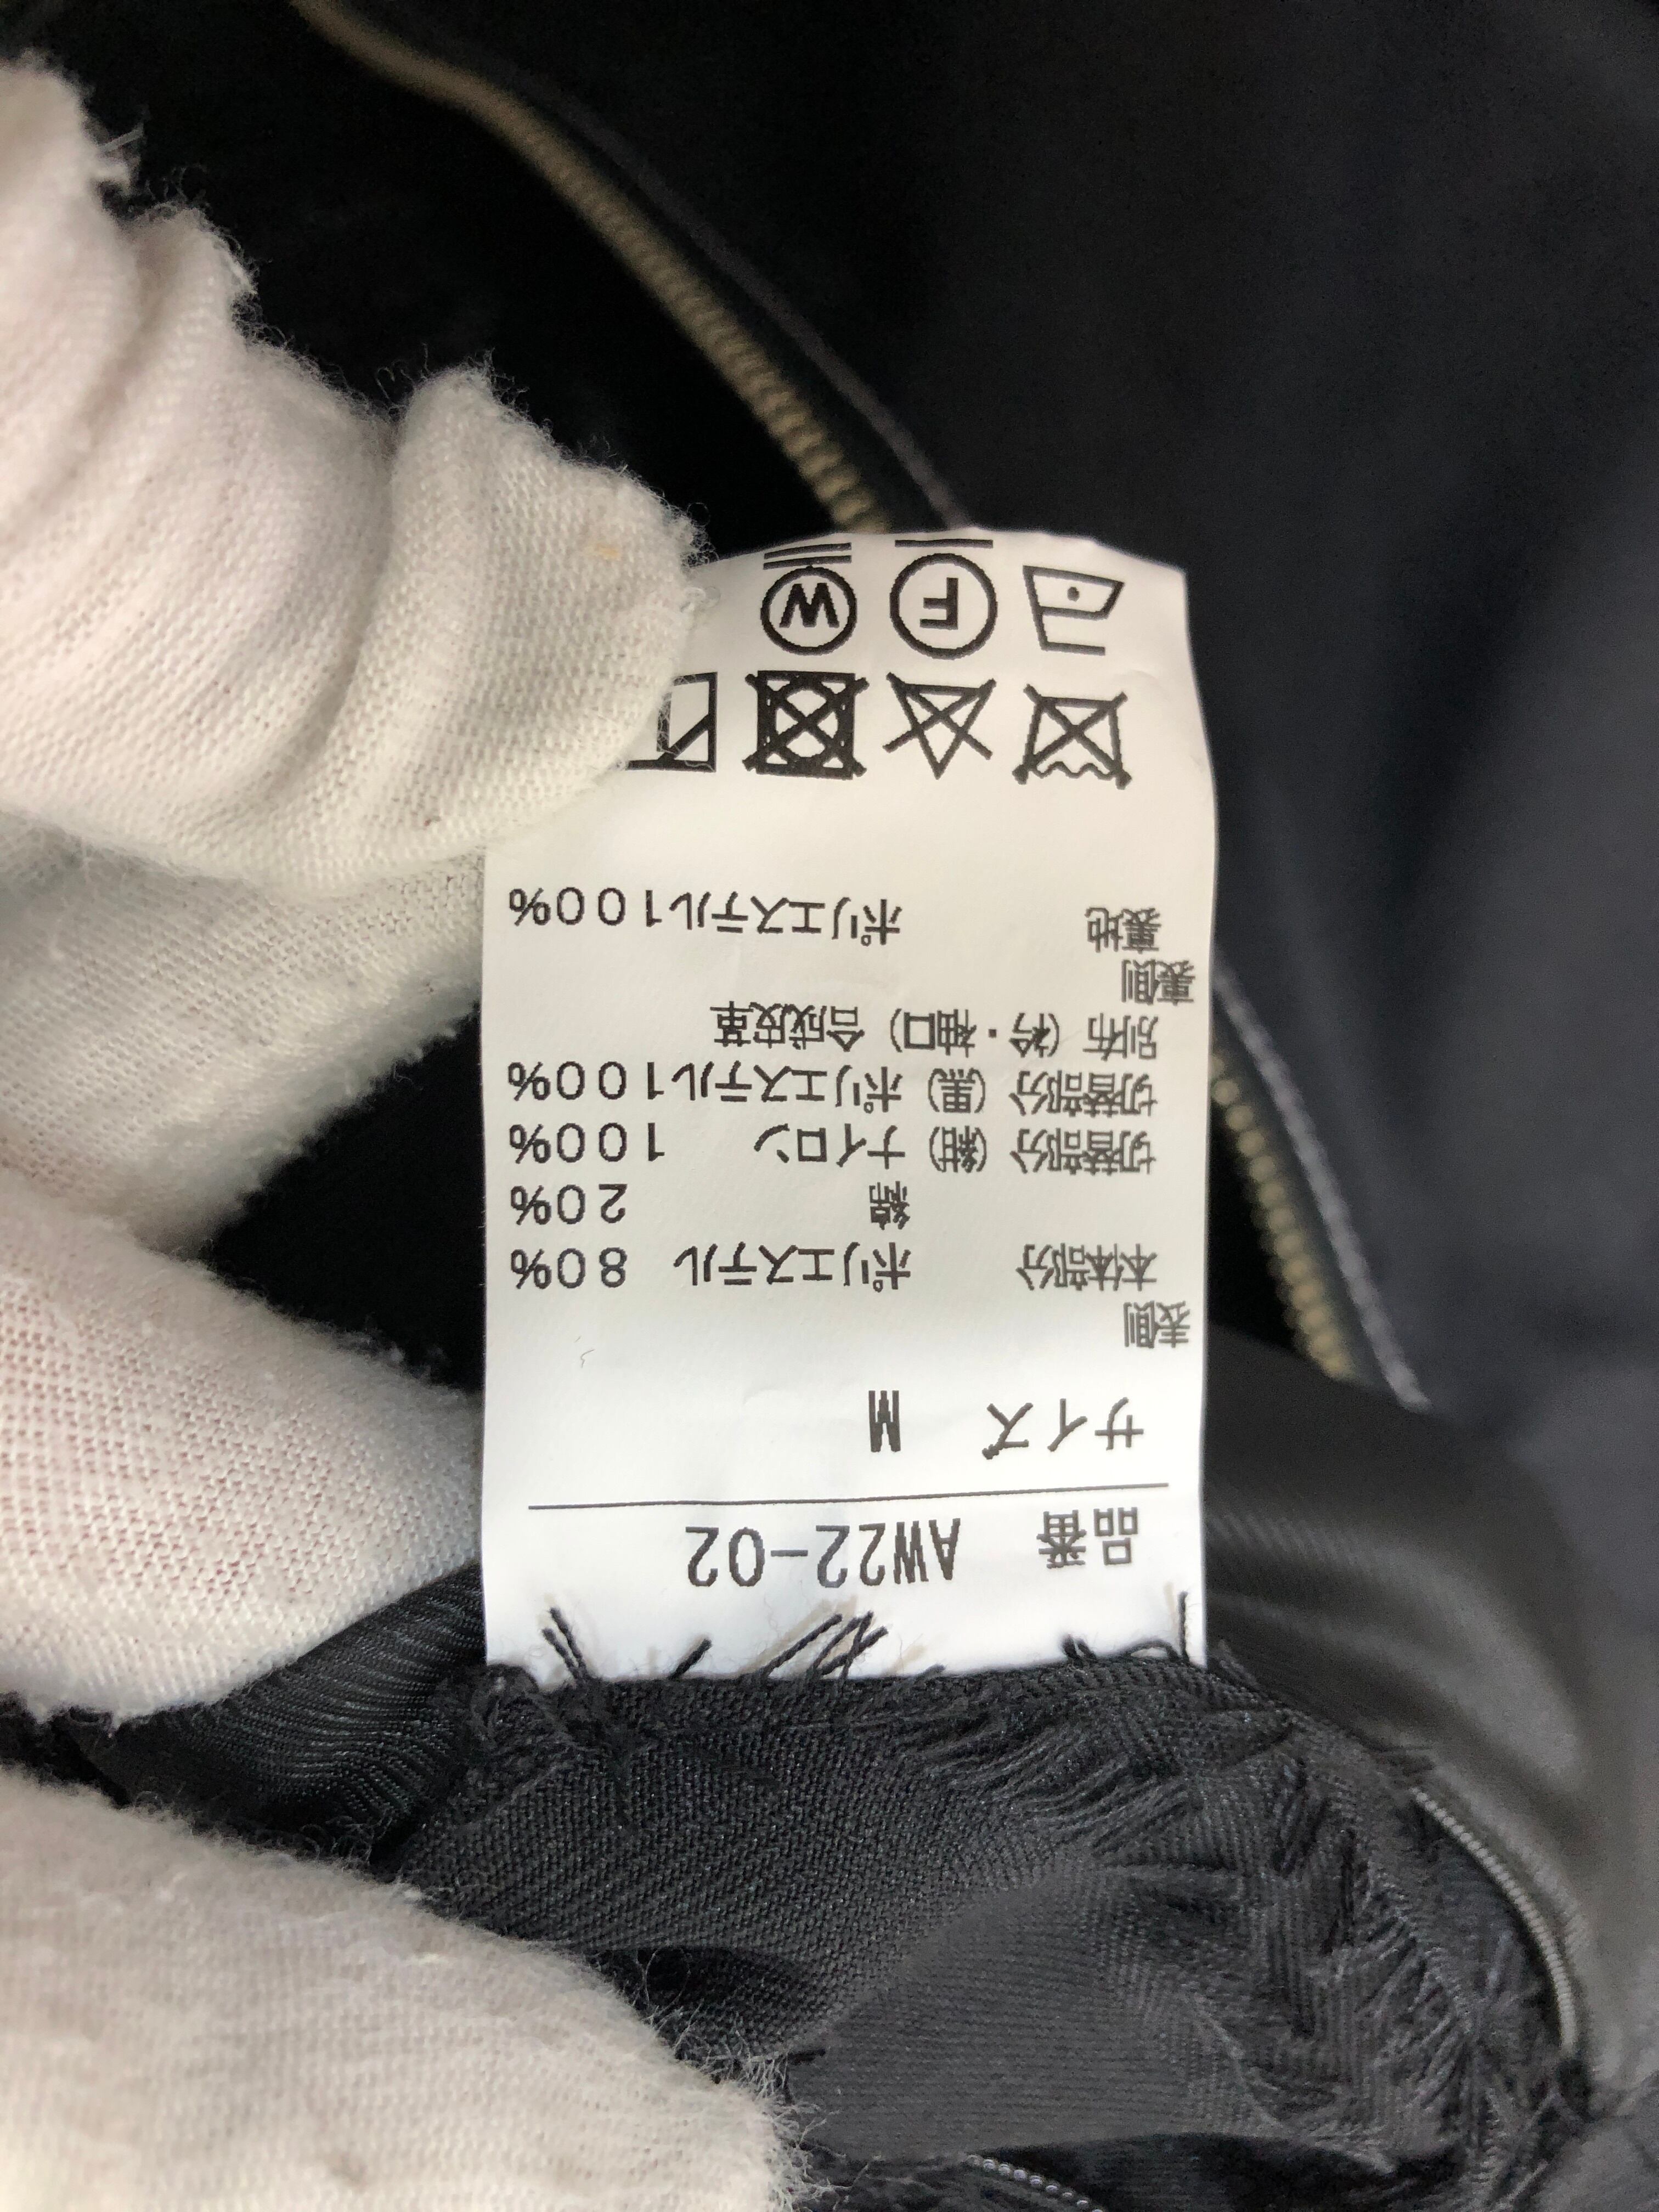 品番 AW22-02
サイズ M
表側
本体部分 ポリエステル 80%
綿 20%
切替部分(紺) ナイロン 100%
切替部分(黒) ポリエステル100%
別布(衿・袖口) 合成皮革
裏側
裏地 ポリエステル100%
F
W